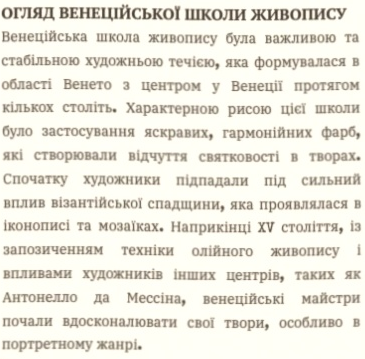 ОГЛЯД ВЕНЕЦІЙСЬКОЇ ШКОЛИ ЖИВОПИСУ
Венеційська школа живопису була важливою та
стабільною художньою течією, яка формувалася в
області Венето з центром у Венеції протягом
кількох століть. Характерною рисою цієї школи
було застосування яскравих, гармонійних фарб,
які створювали відчуття святковості в творах.
Спочатку художники підпадали під сильний
вплив візантійської спадщини, яка проявлялася в
іконописі та мозаїках. Наприкінці XV століття, із
запозиченням техніки олійного живопису і
впливами художників інших центрів, таких як
Антонелло да Мессіна, венеційські майстри
почали вдосконалювати свої твори, особливо в
портретному жанрі.